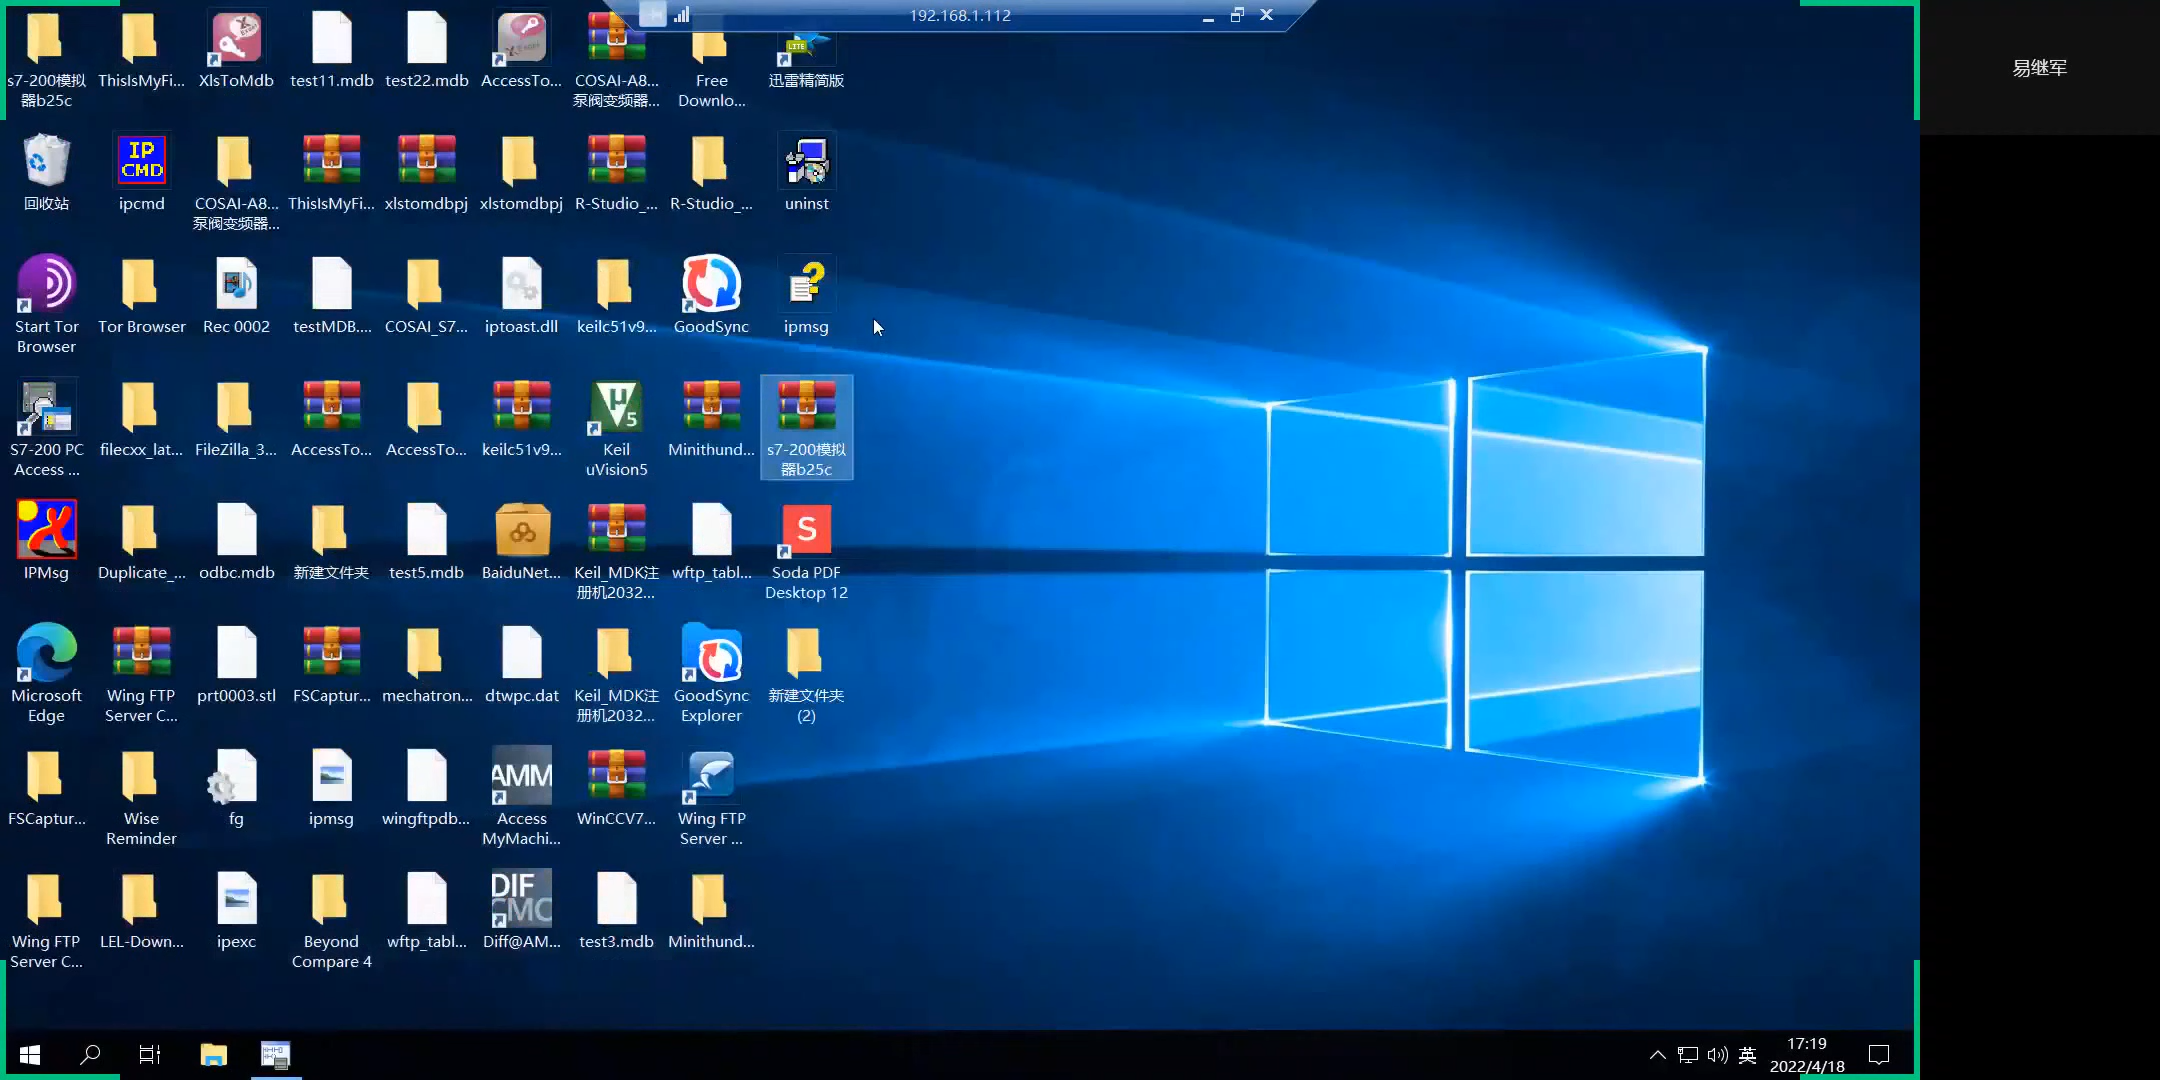 192.168.1.112
易继军
s7-200模拟
器b25c
ThisIsMyFi...
XlsToMdb
test11.mdb
test22.mdb
AccessTo...
COSAI-A8...
泵阀变频器...
Free
Downlo...
LITE
迅雷精简版
回收站
IP
CMD
ipcmd
COSAI-A8...
泵阀变频器...
ThisIsMyFi...
xlstomdbpj
xlstomdbpj
R-Studio_...
R-Studio_...
uninst
Start Tor
Browser
Tor Browser
Rec 0002
testMDB....
COSAI_S7...
iptoast.dll
keilc51v9...
GoodSync
ipmsg
S7-200 PC
Access ...
filecxx_lat...
FileZilla_3...
AccessTo...
AccessTo...
keilc51v9...
µ
5
Keil
uVision5
Minithund...
s7-200模拟
器b25c
IPMsg
Duplicate_...
odbc.mdb
新建文件夹
test5.mdb
BaiduNet...
Keil_MDK注
册机2032...
wftp_tabl...
S
Soda PDF
Desktop 12
Microsoft
Edge
Wing FTP
Server C...
prt0003.stl
FSCaptur...
mechatron...
dtwpc.dat
Keil_MDK注
册机2032...
GoodSync
Explorer
新建文件夹
(2)
FSCaptur...
Wise
Reminder
fg
ipmsg
wingftpdb...
AMM
Access
MyMachi...
WinCCV7...
Wing FTP
Server ...
Wing FTP
Server C...
LEL-Down...
ipexc
Beyond
Compare 4
wftp_tabl...
DIF
CMC
Diff@AM...
test3.mdb
Minithund...
英
17:19
2022/4/18